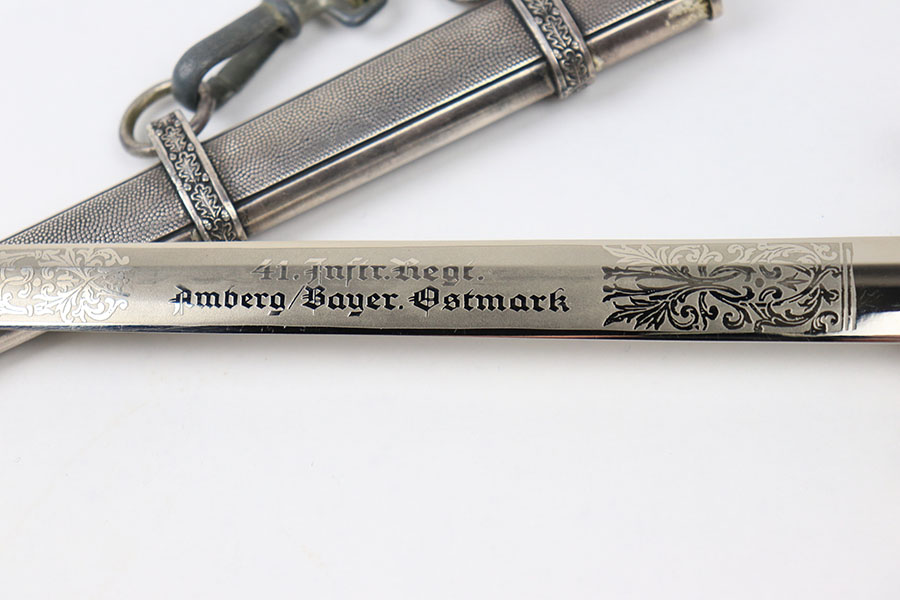 41. Inftr. Regt.
Amberg/Bayer. Ostmark